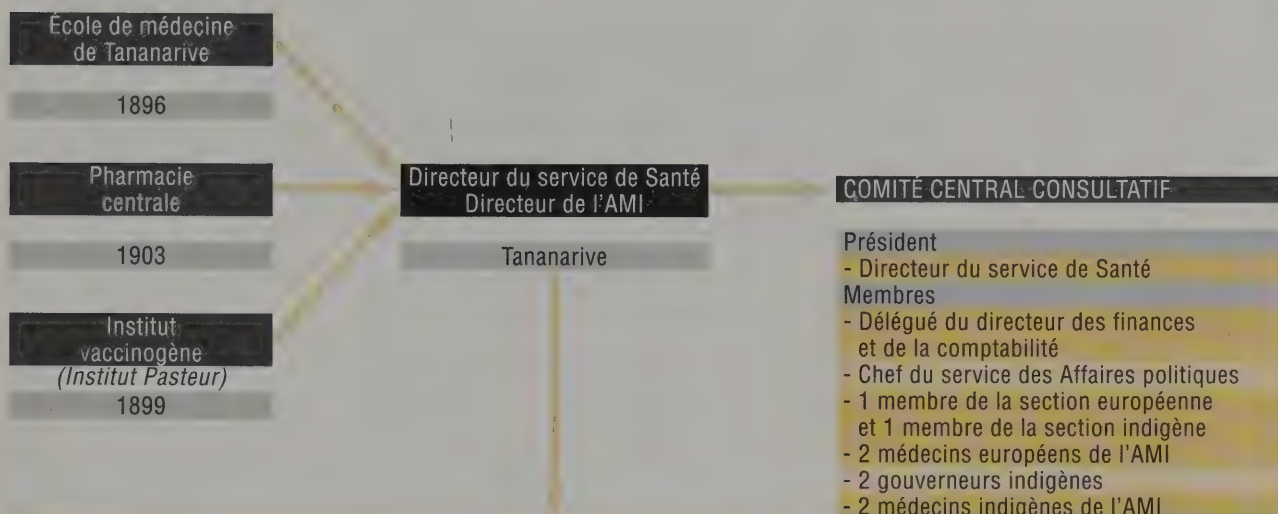 École de médecine
de Tananarive
1896
Pharmacie
centrale
1903
Institut
vaccinogène
(Institut Pasteur)
1899
Directeur du service de Santé
Directeur de l'AMI
Tananarive
COMITÉ CENTRAL CONSULTATIF
Président
- Directeur du service de Santé
Membres
- Délégué du directeur des finances
et de la comptabilité
- Chef du service des Affaires politiques
- 1 membre de la section européenne
et 1 membre de la section indigène
- 2 médecins européens de l'AMI
- 2 gouverneurs indigènes
- 2 médecins indigènes de l'AMI